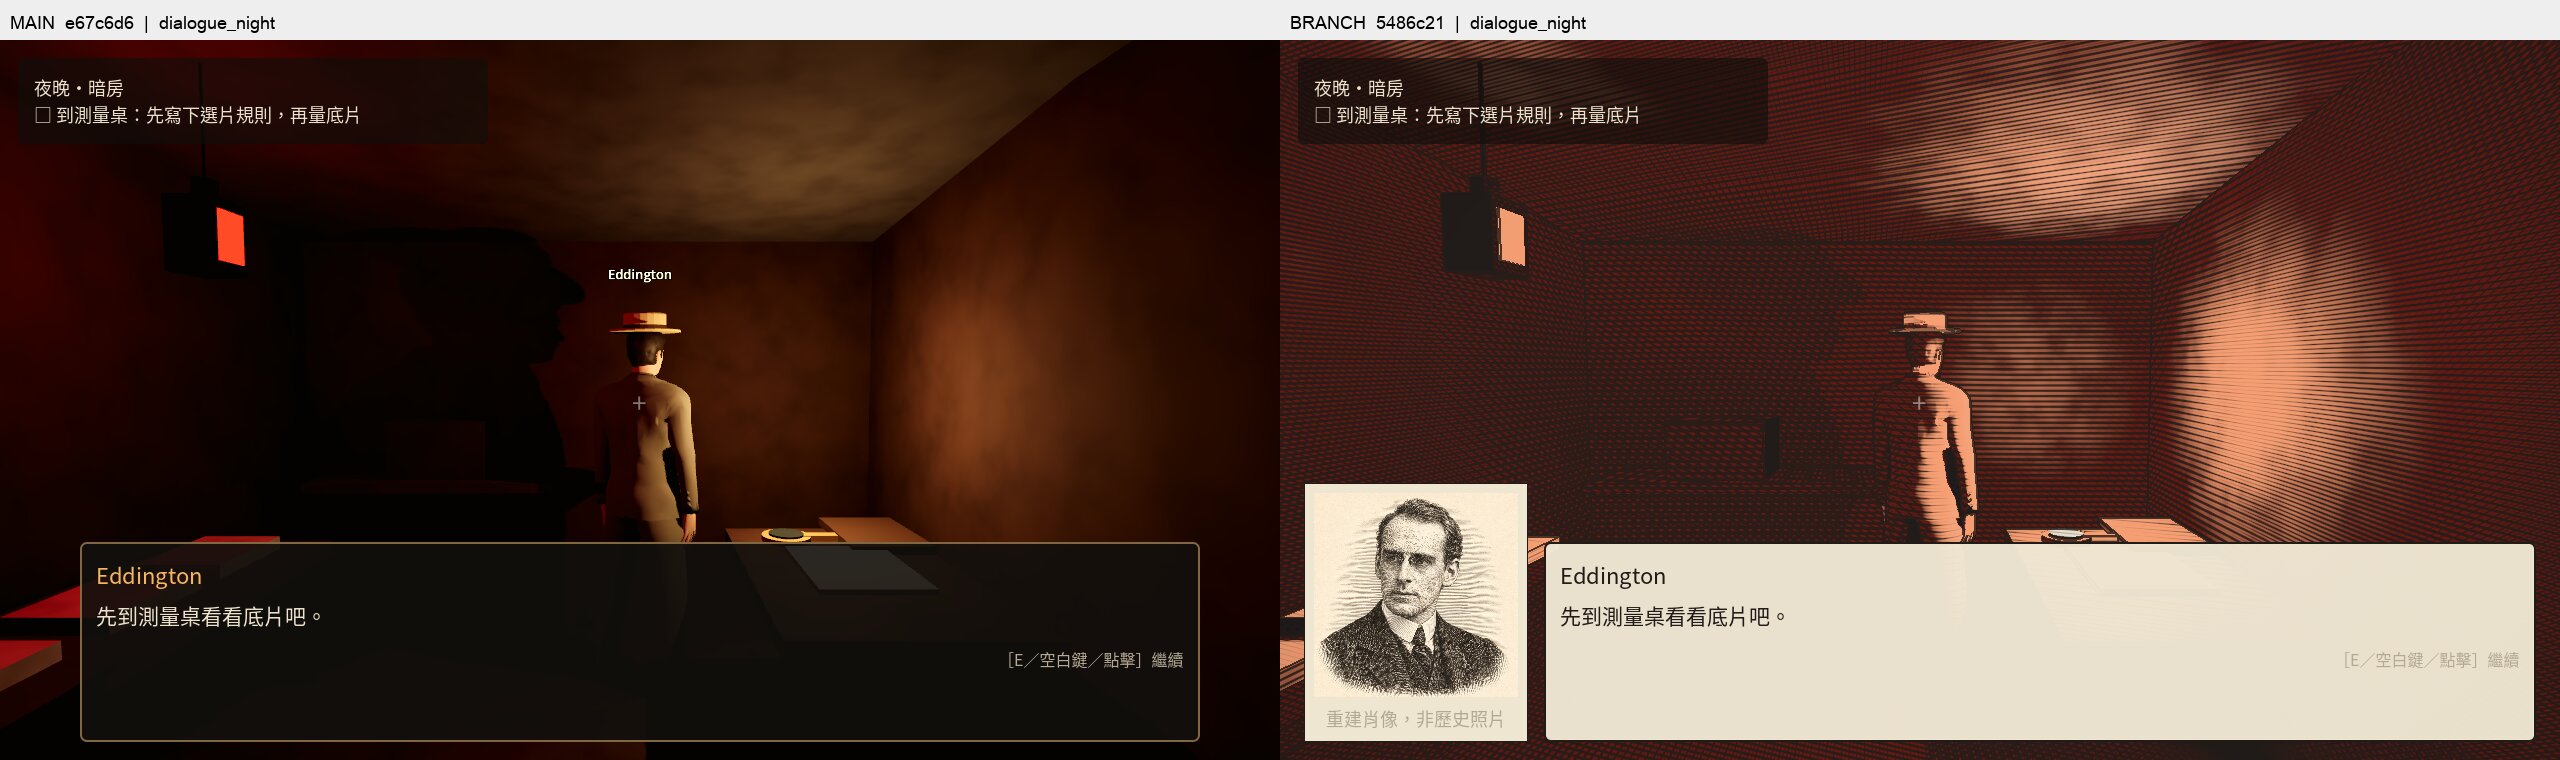 MAIN e67c6d6 | dialogue_night
夜晚・暗房
□ 到測量桌：先寫下選片規則，再量底片
Eddington
Eddington
先到測量桌看看底片吧。
［E／空白鍵／點擊］繼續
BRANCH 5486c21 | dialogue_night
夜晚・暗房
□ 到測量桌：先寫下選片規則，再量底片
Eddington
先到測量桌看看底片吧。
［E／空白鍵／點擊］繼續
重建肖像，非歷史照片